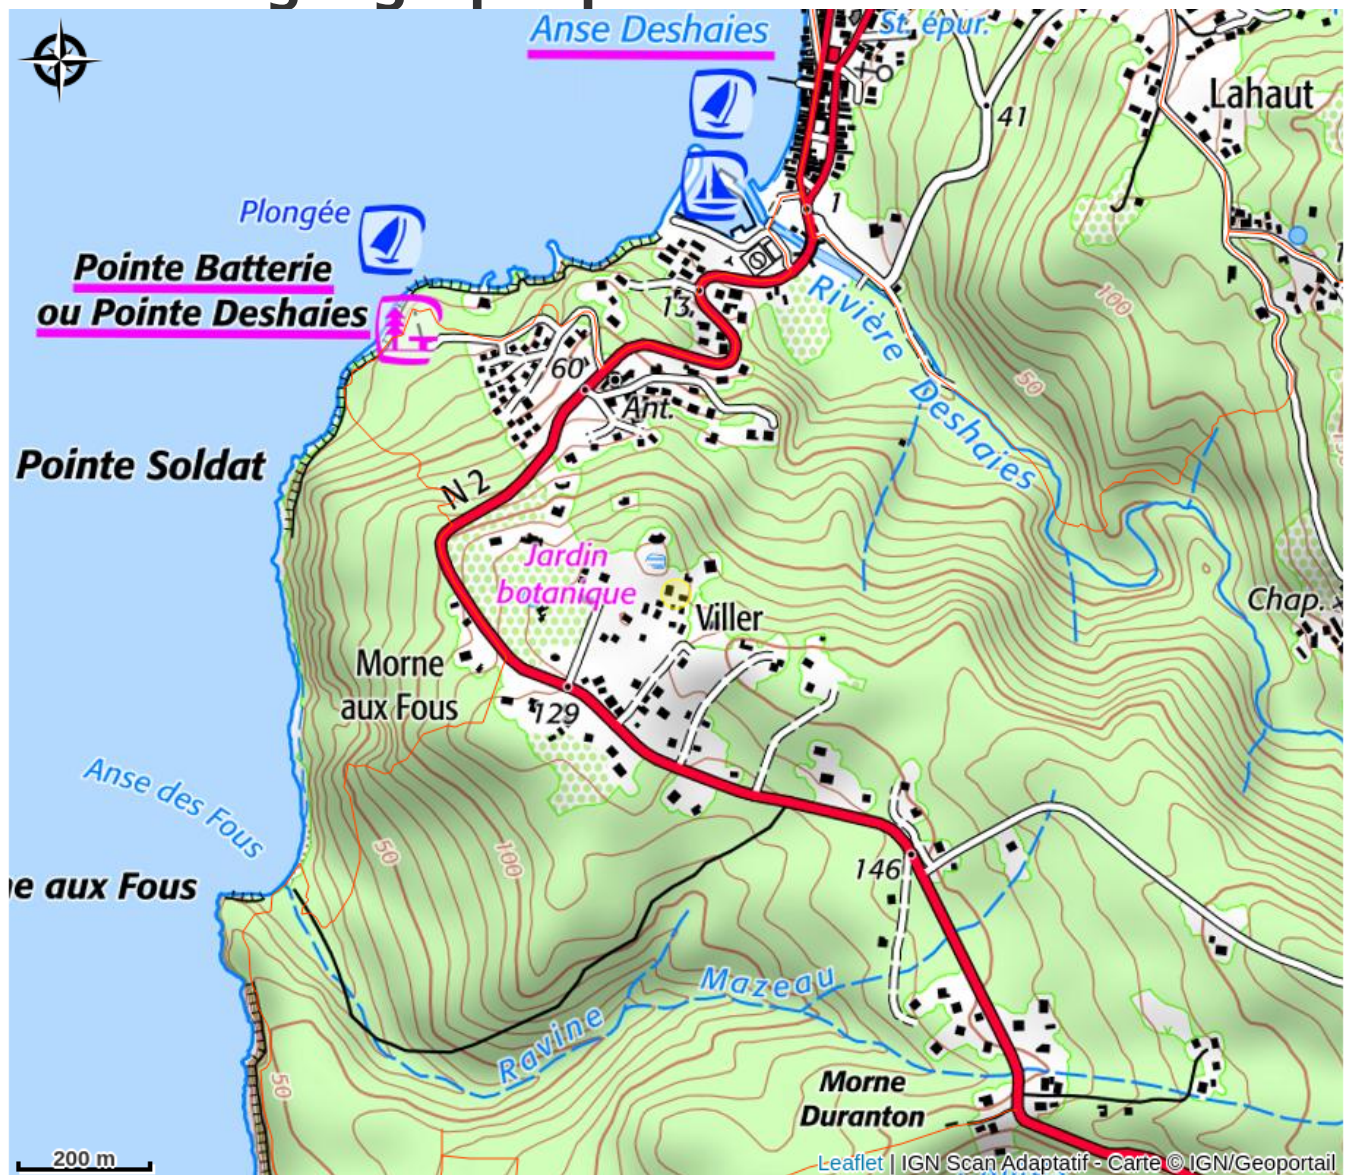 Anse Deshaies
St. épur.
Lahaut
41
Plongée
1
Pointe Batterie
ou Pointe Deshaies
13
Rivière Deshaies
100
50
60
Ant.
Pointe Soldat
N 2
Jardin
botanique
Viller
Chap.
Morne
aux Fous
129
Anse des Fous
50
100
146
aux Fous
Mazeau
Ravine
50
Morne
Duranton
200 m
Leaflet | IGN Scan Adaptatif - Carte © IGN/Geoportail